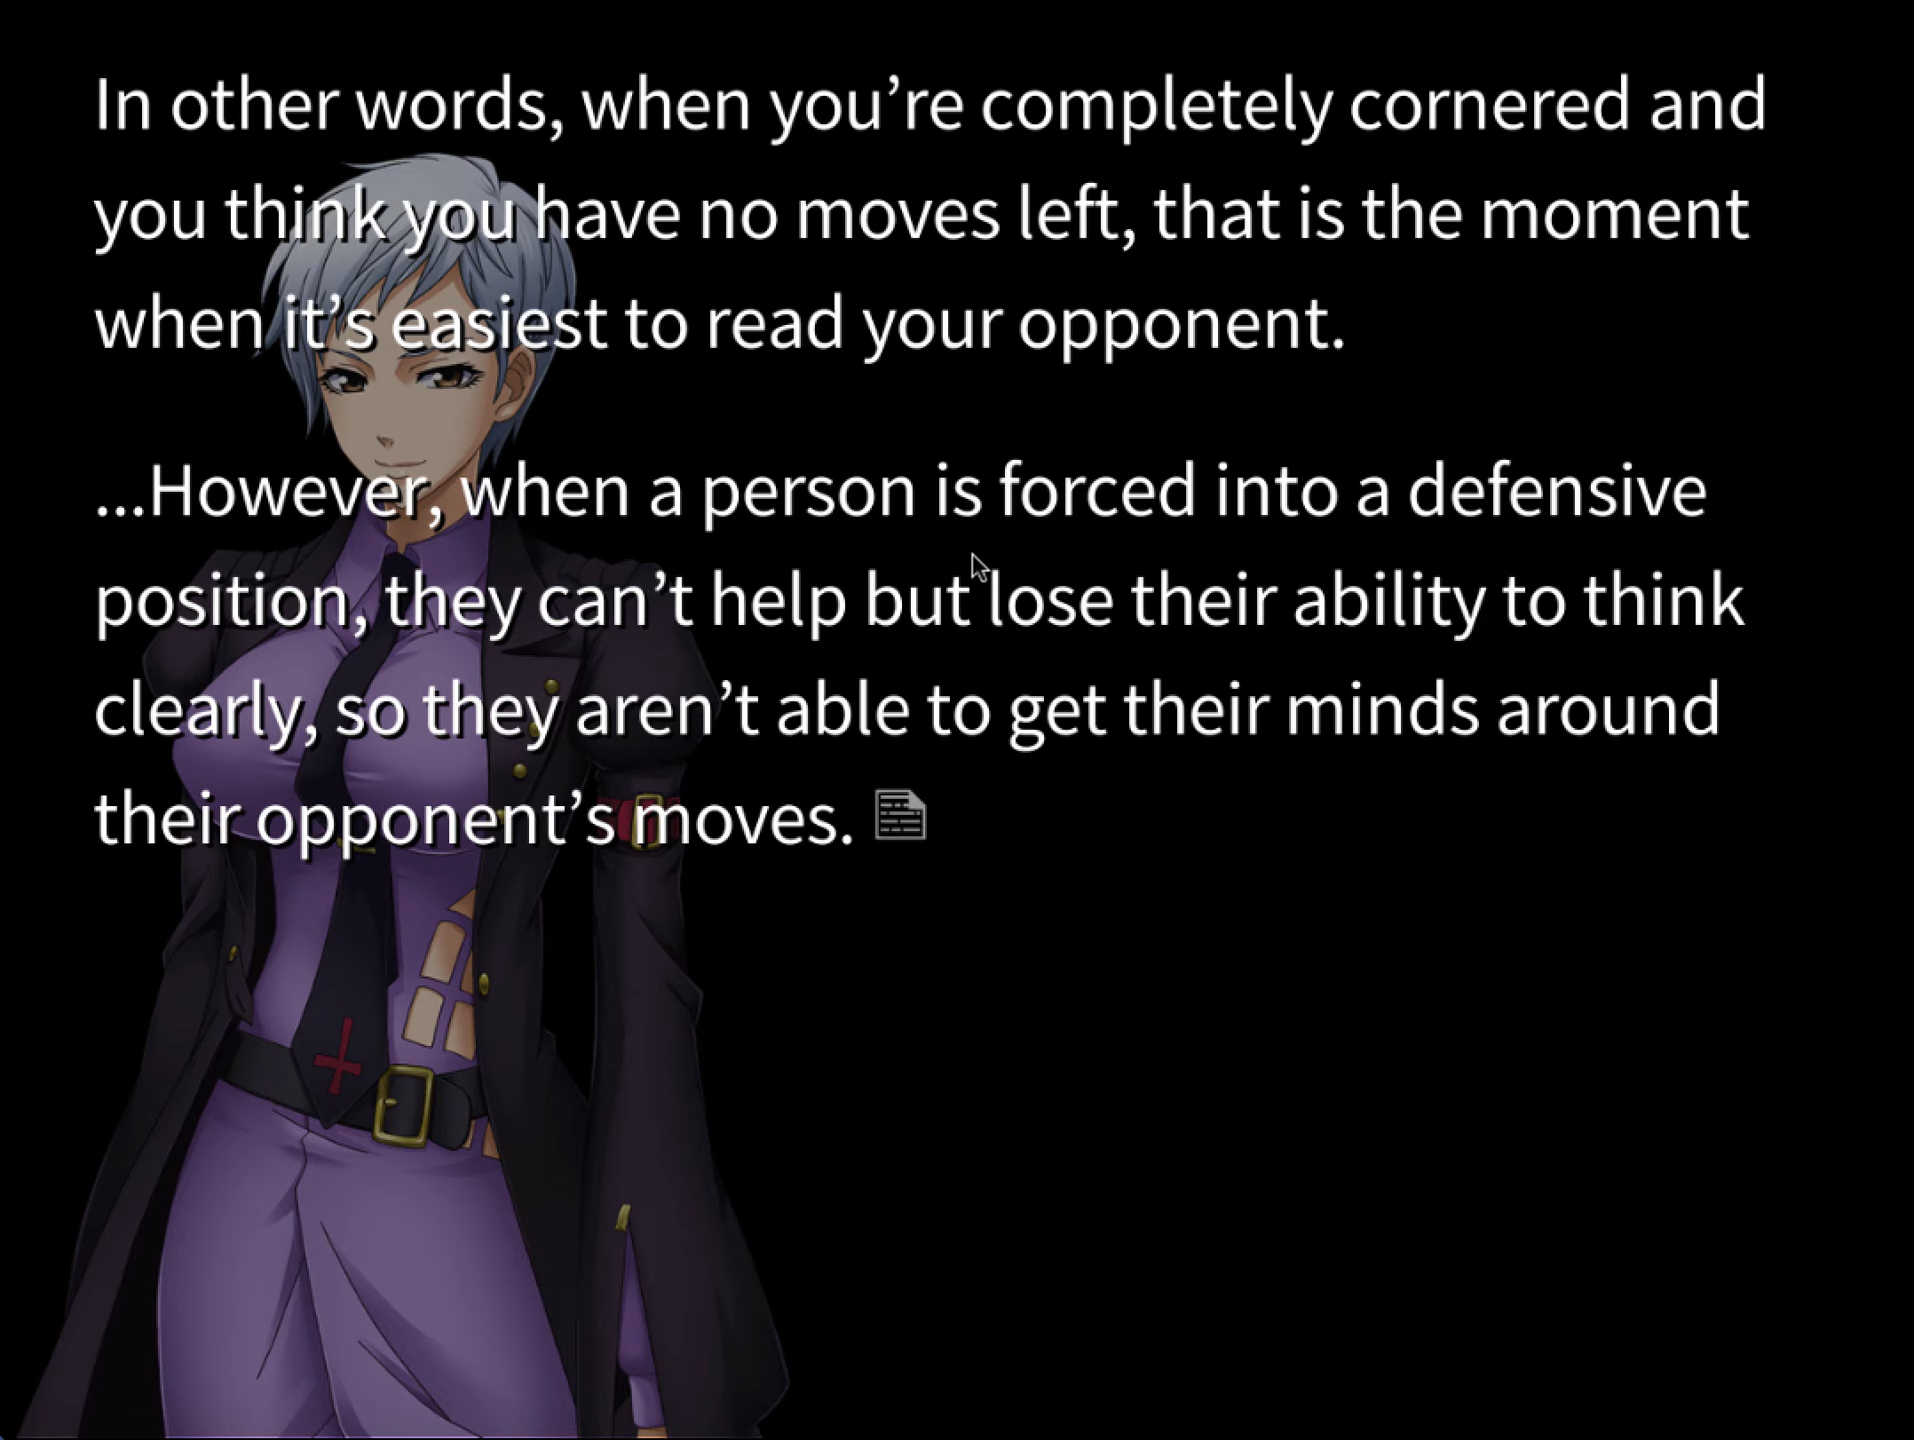 In other words, when you’re completely cornered and
you think you have no moves left, that is the moment
when it’s easiest to read your opponent.
...However, when a person is forced into a defensive
position, they can’t help but lose their ability to think
clearly, so they aren’t able to get their minds around
their opponent’s moves.